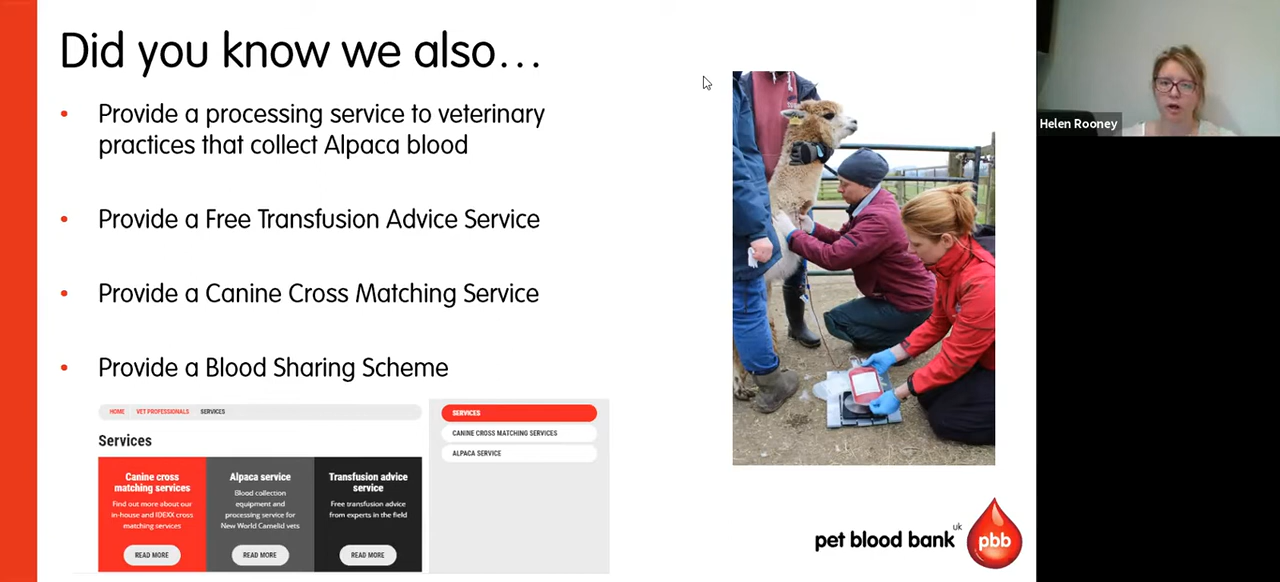 Did you know we also...
• Provide a processing service to veterinary
practices that collect Alpaca blood
• Provide a Free Transfusion Advice Service
• Provide a Canine Cross Matching Service
• Provide a Blood Sharing Scheme
HOME VET PROFESSIONALS SERVICES
Services
Canine cross
matching services
Find out more about our
in-house and IDEXX cross
matching services
READ MORE
Alpaca service
Blood collection
equipment and
processing service for
New World Camelid vets
READ MORE
Transfusion advice
service
Free transfusion advice
from experts in the field
READ MORE
SERVICES
CANINE CROSS MATCHING SERVICES
ALPACA SERVICE
pet blood bank uk
pbb
Helen Rooney